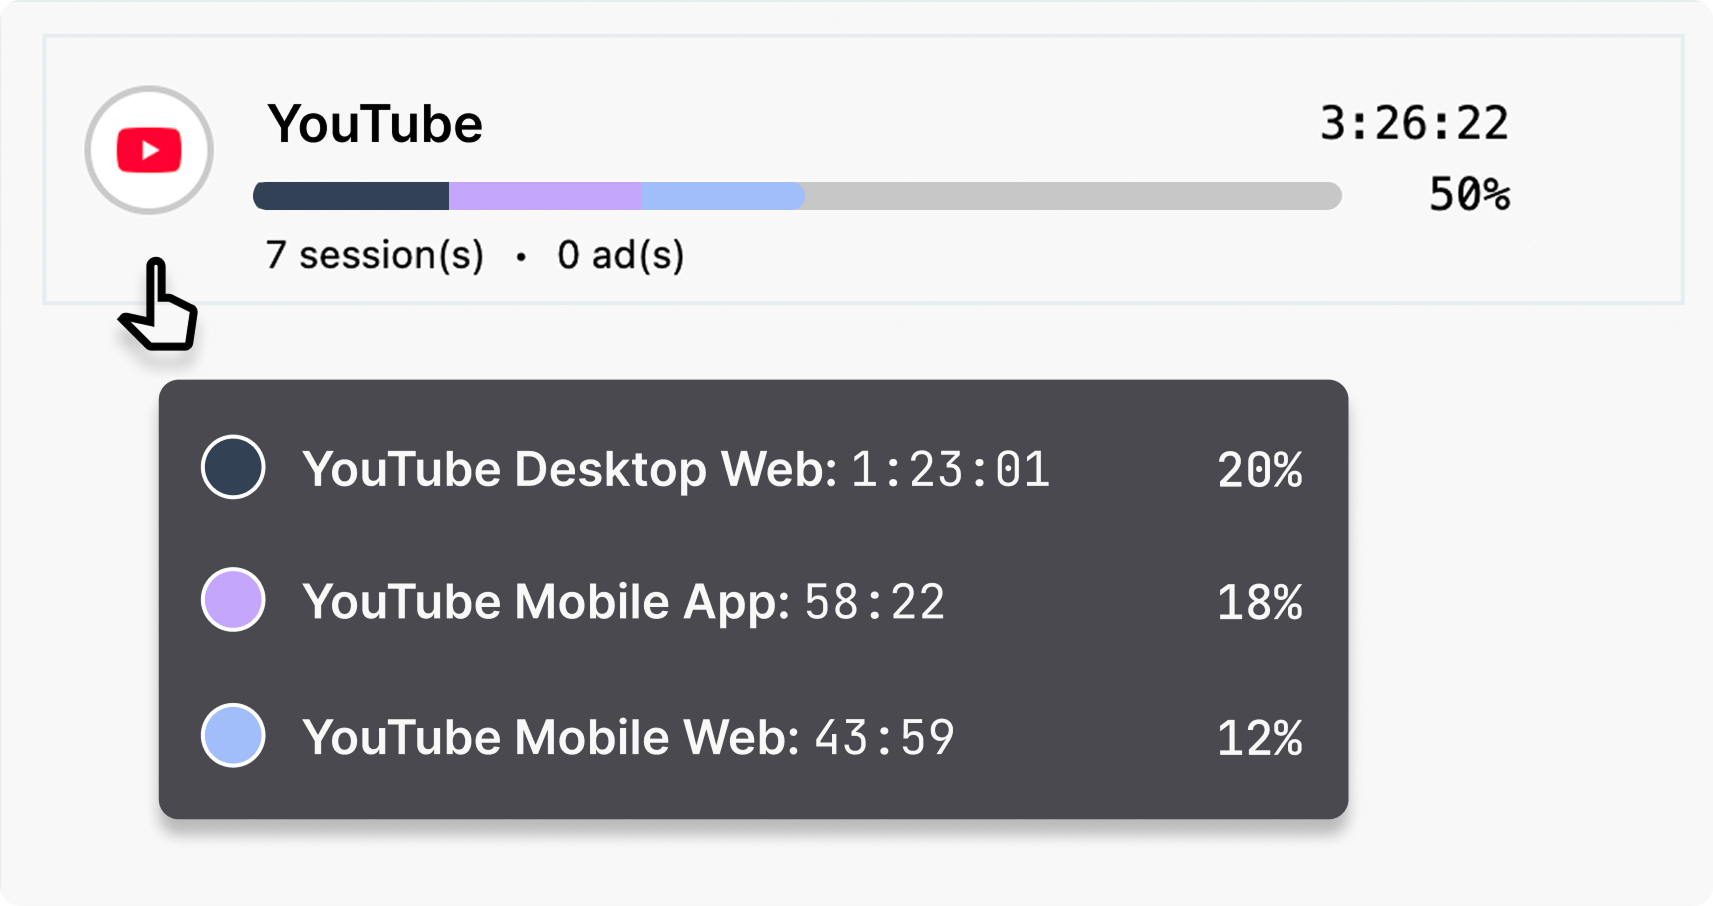 YouTube 3:26:22
50%
7 session(s) • 0 ad(s)
YouTube Desktop Web: 1:23:01 20%
YouTube Mobile App: 58:22 18%
YouTube Mobile Web: 43:59 12%